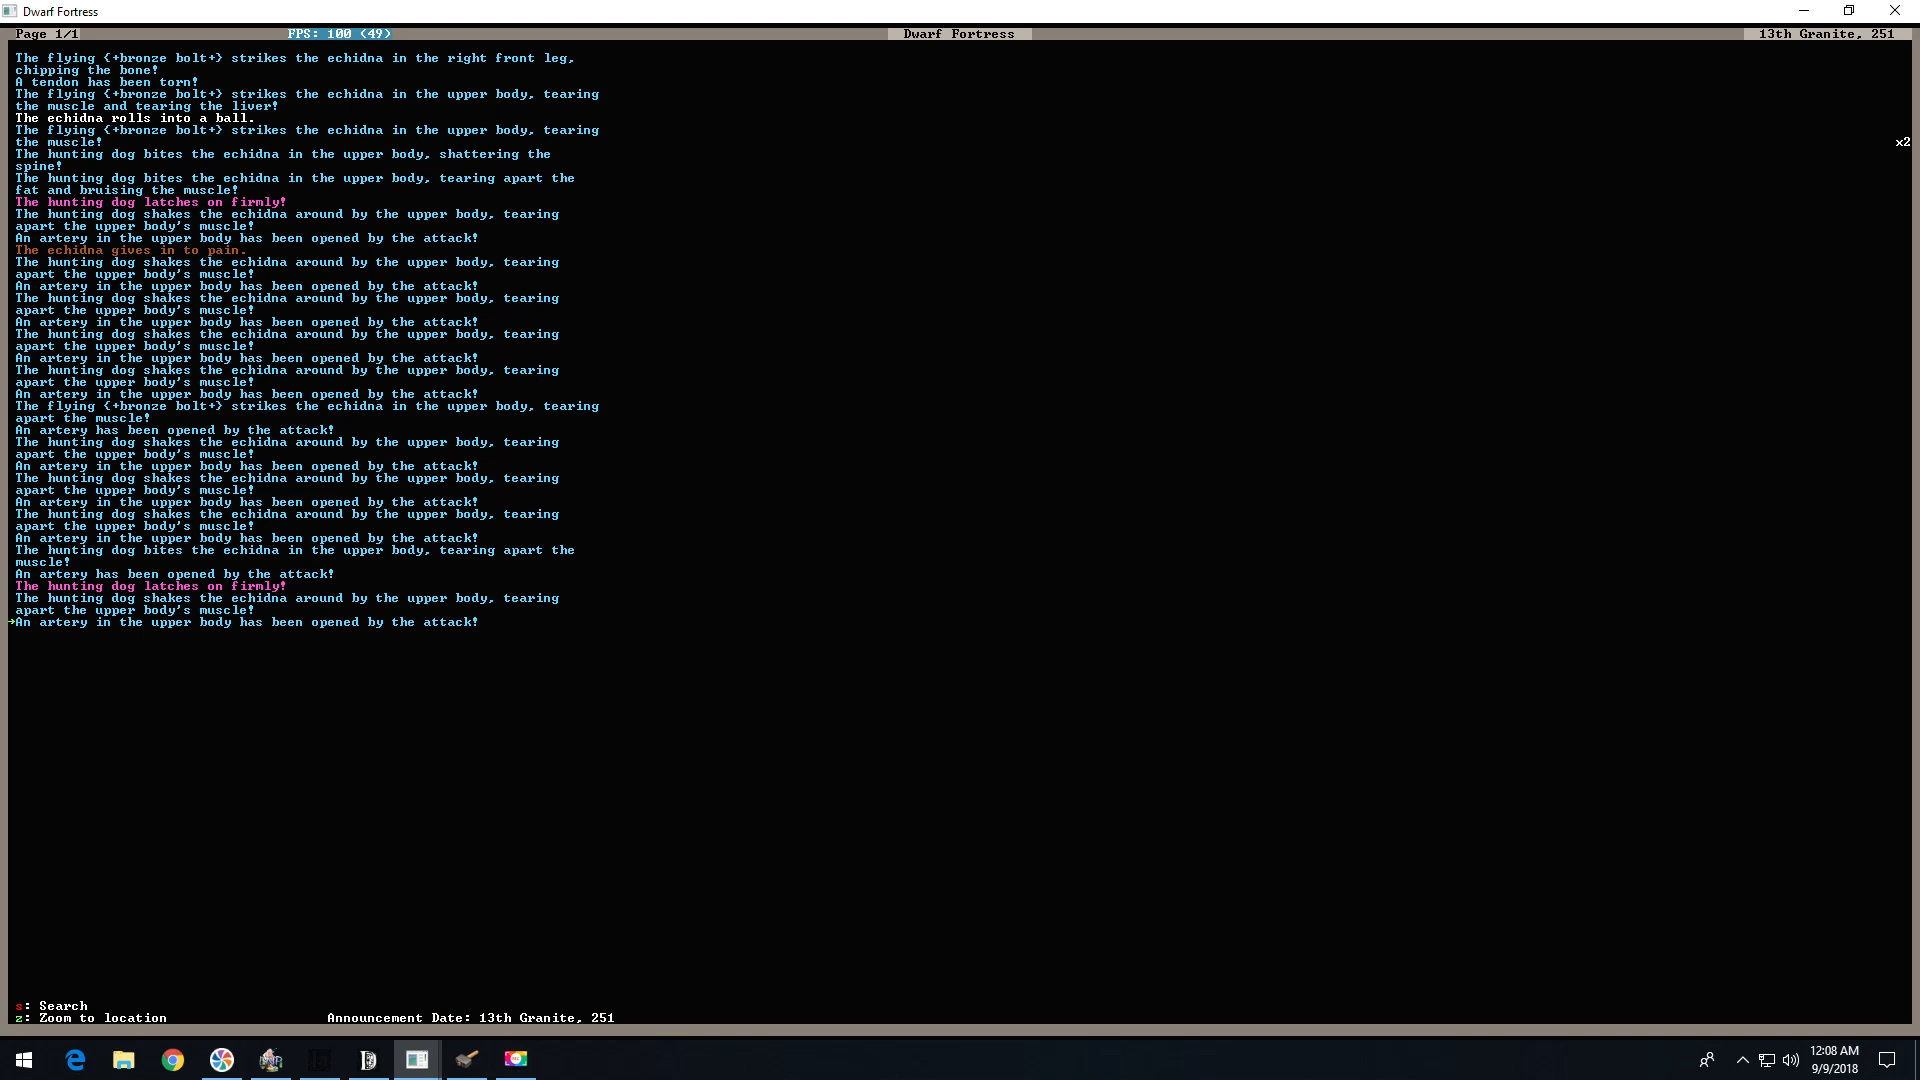 Dwarf Fortress
Page 1/1 FPS: 100 (49) Dwarf Fortress 13th Granite, 251
The flying {+bronze bolt+} strikes the echidna in the right front leg,
chipping the bone!
A tendon has been torn!
The flying {+bronze bolt+} strikes the echidna in the upper body, tearing
the muscle and tearing the liver!
The echidna rolls into a ball.
The flying {+bronze bolt+} strikes the echidna in the upper body, tearing
the muscle! x2
The hunting dog bites the echidna in the upper body, shattering the
spine!
The hunting dog bites the echidna in the upper body, tearing apart the
fat and bruising the muscle!
The hunting dog latches on firmly!
The hunting dog shakes the echidna around by the upper body, tearing
apart the upper body's muscle!
An artery in the upper body has been opened by the attack!
The echidna gives in to pain.
The hunting dog shakes the echidna around by the upper body, tearing
apart the upper body's muscle!
An artery in the upper body has been opened by the attack!
The hunting dog shakes the echidna around by the upper body, tearing
apart the upper body's muscle!
An artery in the upper body has been opened by the attack!
The hunting dog shakes the echidna around by the upper body, tearing
apart the upper body's muscle!
An artery in the upper body has been opened by the attack!
The hunting dog shakes the echidna around by the upper body, tearing
apart the upper body's muscle!
An artery in the upper body has been opened by the attack!
The flying {+bronze bolt+} strikes the echidna in the upper body, tearing
apart the muscle!
An artery has been opened by the attack!
The hunting dog shakes the echidna around by the upper body, tearing
apart the upper body's muscle!
An artery in the upper body has been opened by the attack!
The hunting dog shakes the echidna around by the upper body, tearing
apart the upper body's muscle!
An artery in the upper body has been opened by the attack!
The hunting dog shakes the echidna around by the upper body, tearing
apart the upper body's muscle!
An artery in the upper body has been opened by the attack!
The hunting dog bites the echidna in the upper body, tearing apart the
muscle!
An artery has been opened by the attack!
The hunting dog latches on firmly!
The hunting dog shakes the echidna around by the upper body, tearing
apart the upper body's muscle!
→An artery in the upper body has been opened by the attack!
s: Search
z: Zoom to location Announcement Date: 13th Granite, 251
12:08 AM
9/9/2018